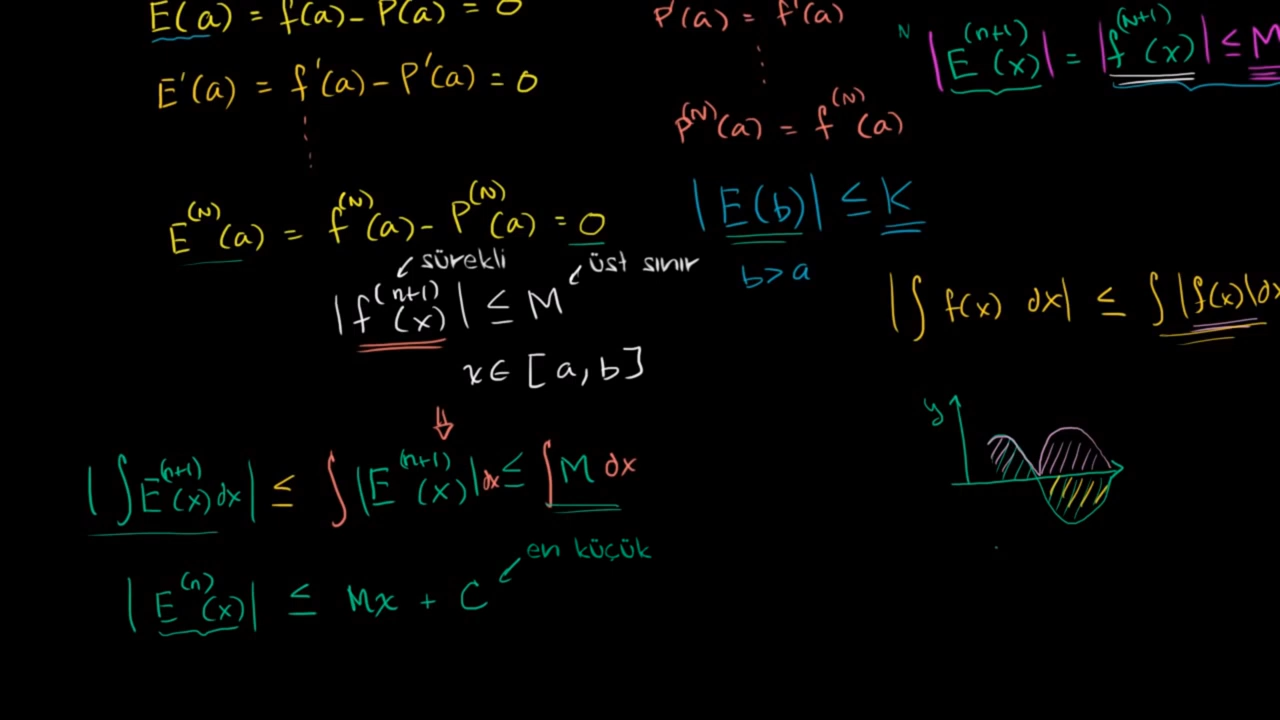 E(a) = f(a) - P(a) = 0
E'(a) = f'(a) - P'(a) = 0
E^(N)(a) = f^(N)(a) - P^(N)(a) = 0
sürekli
üst sınır
|f^(n+1)(x)| ≤ M
x ∈ [a, b]
|∫E^(n+1)(x)dx| ≤ ∫|E^(n+1)(x)|dx ≤ ∫M dx
en küçük
|E^(n)(x)| ≤ Mx + C
P'(a) = f'(a)
P^(N)(a) = f^(N)(a)
|E(b)| ≤ K
b > a
N
|E^(n+1)(x)| = |f^(N+1)(x)| ≤ M
|∫ f(x) dx| ≤ ∫|f(x)|dx
y